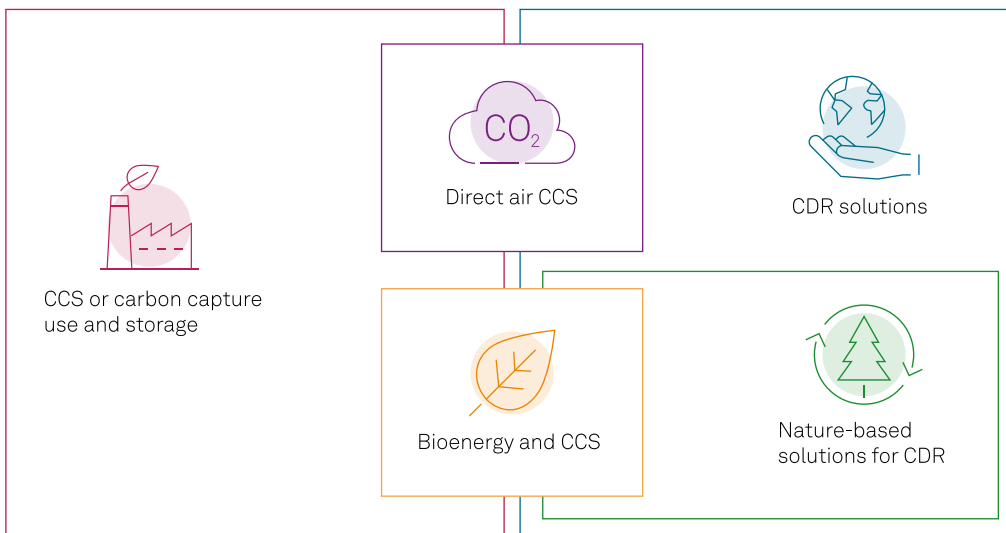 CO₂
Direct air CCS
CDR solutions
CCS or carbon capture
use and storage
Bioenergy and CCS
Nature-based
solutions for CDR